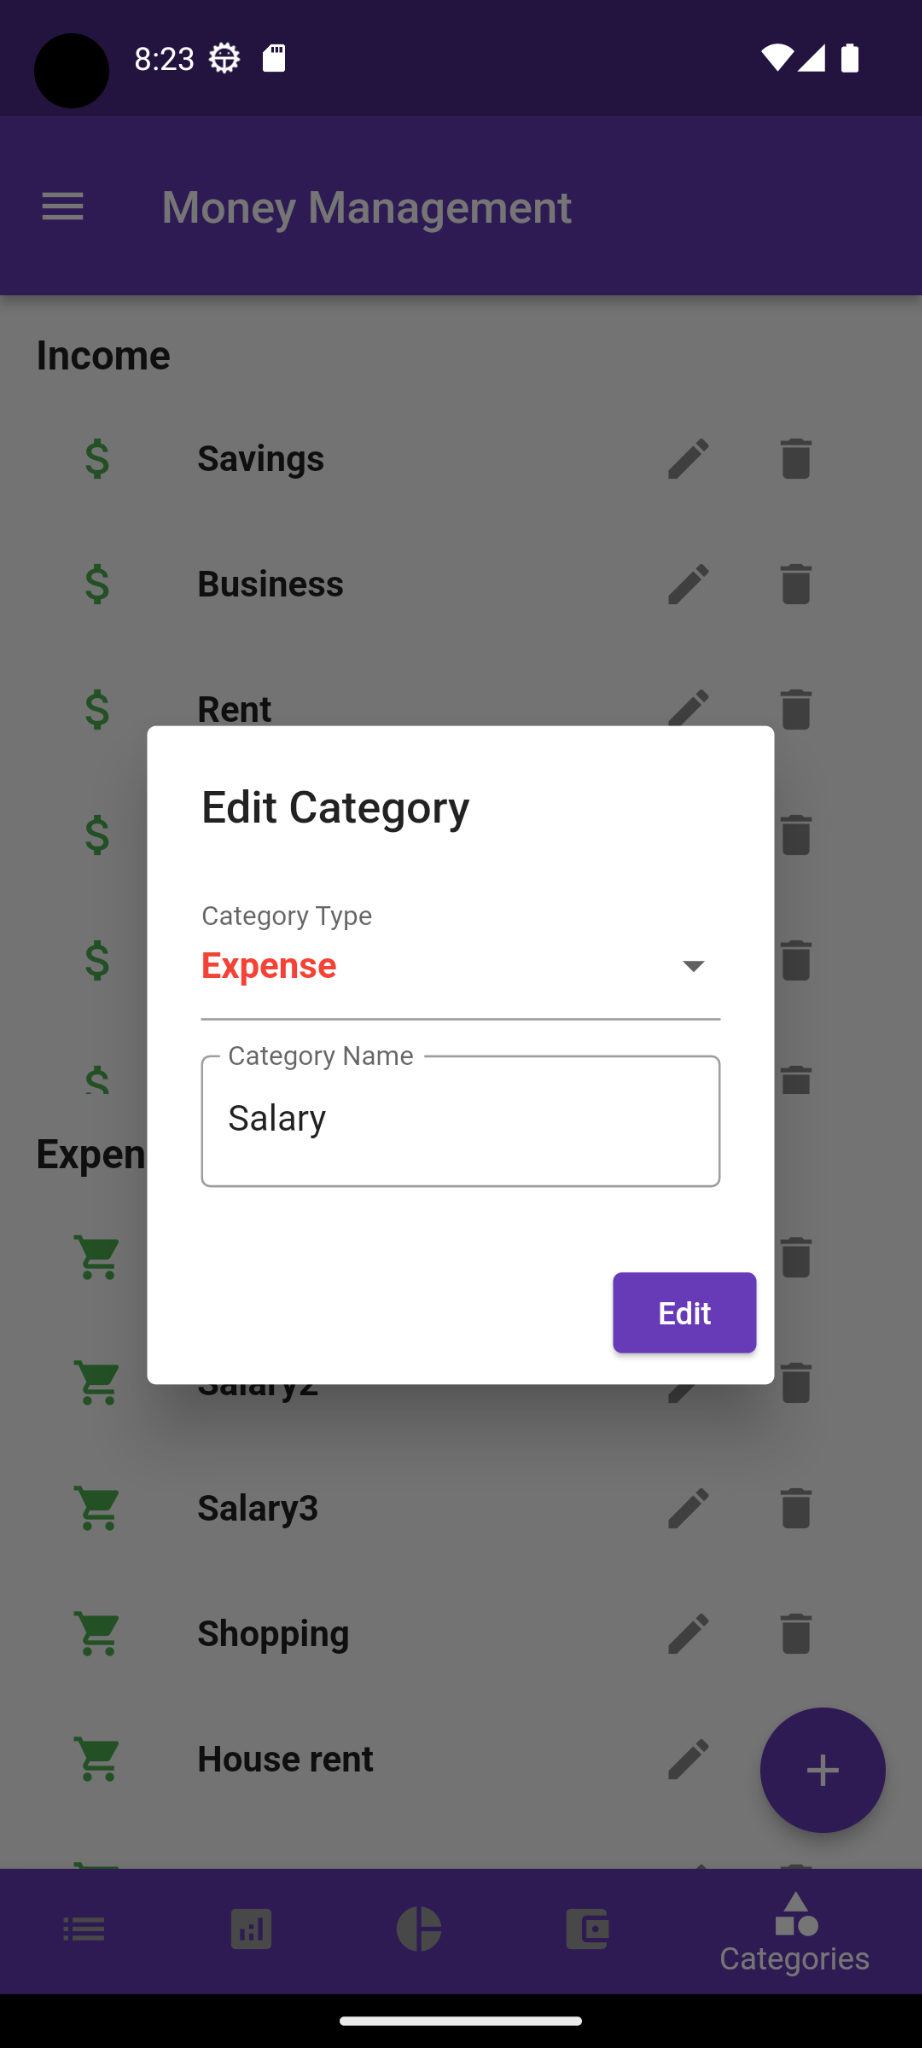 8:23
Money Management
Income
Savings
Business
Rent
Edit Category
Category Type
Expense
Category Name
Salary
Expen
Edit
Salary2
Salary3
Shopping
House rent
Categories